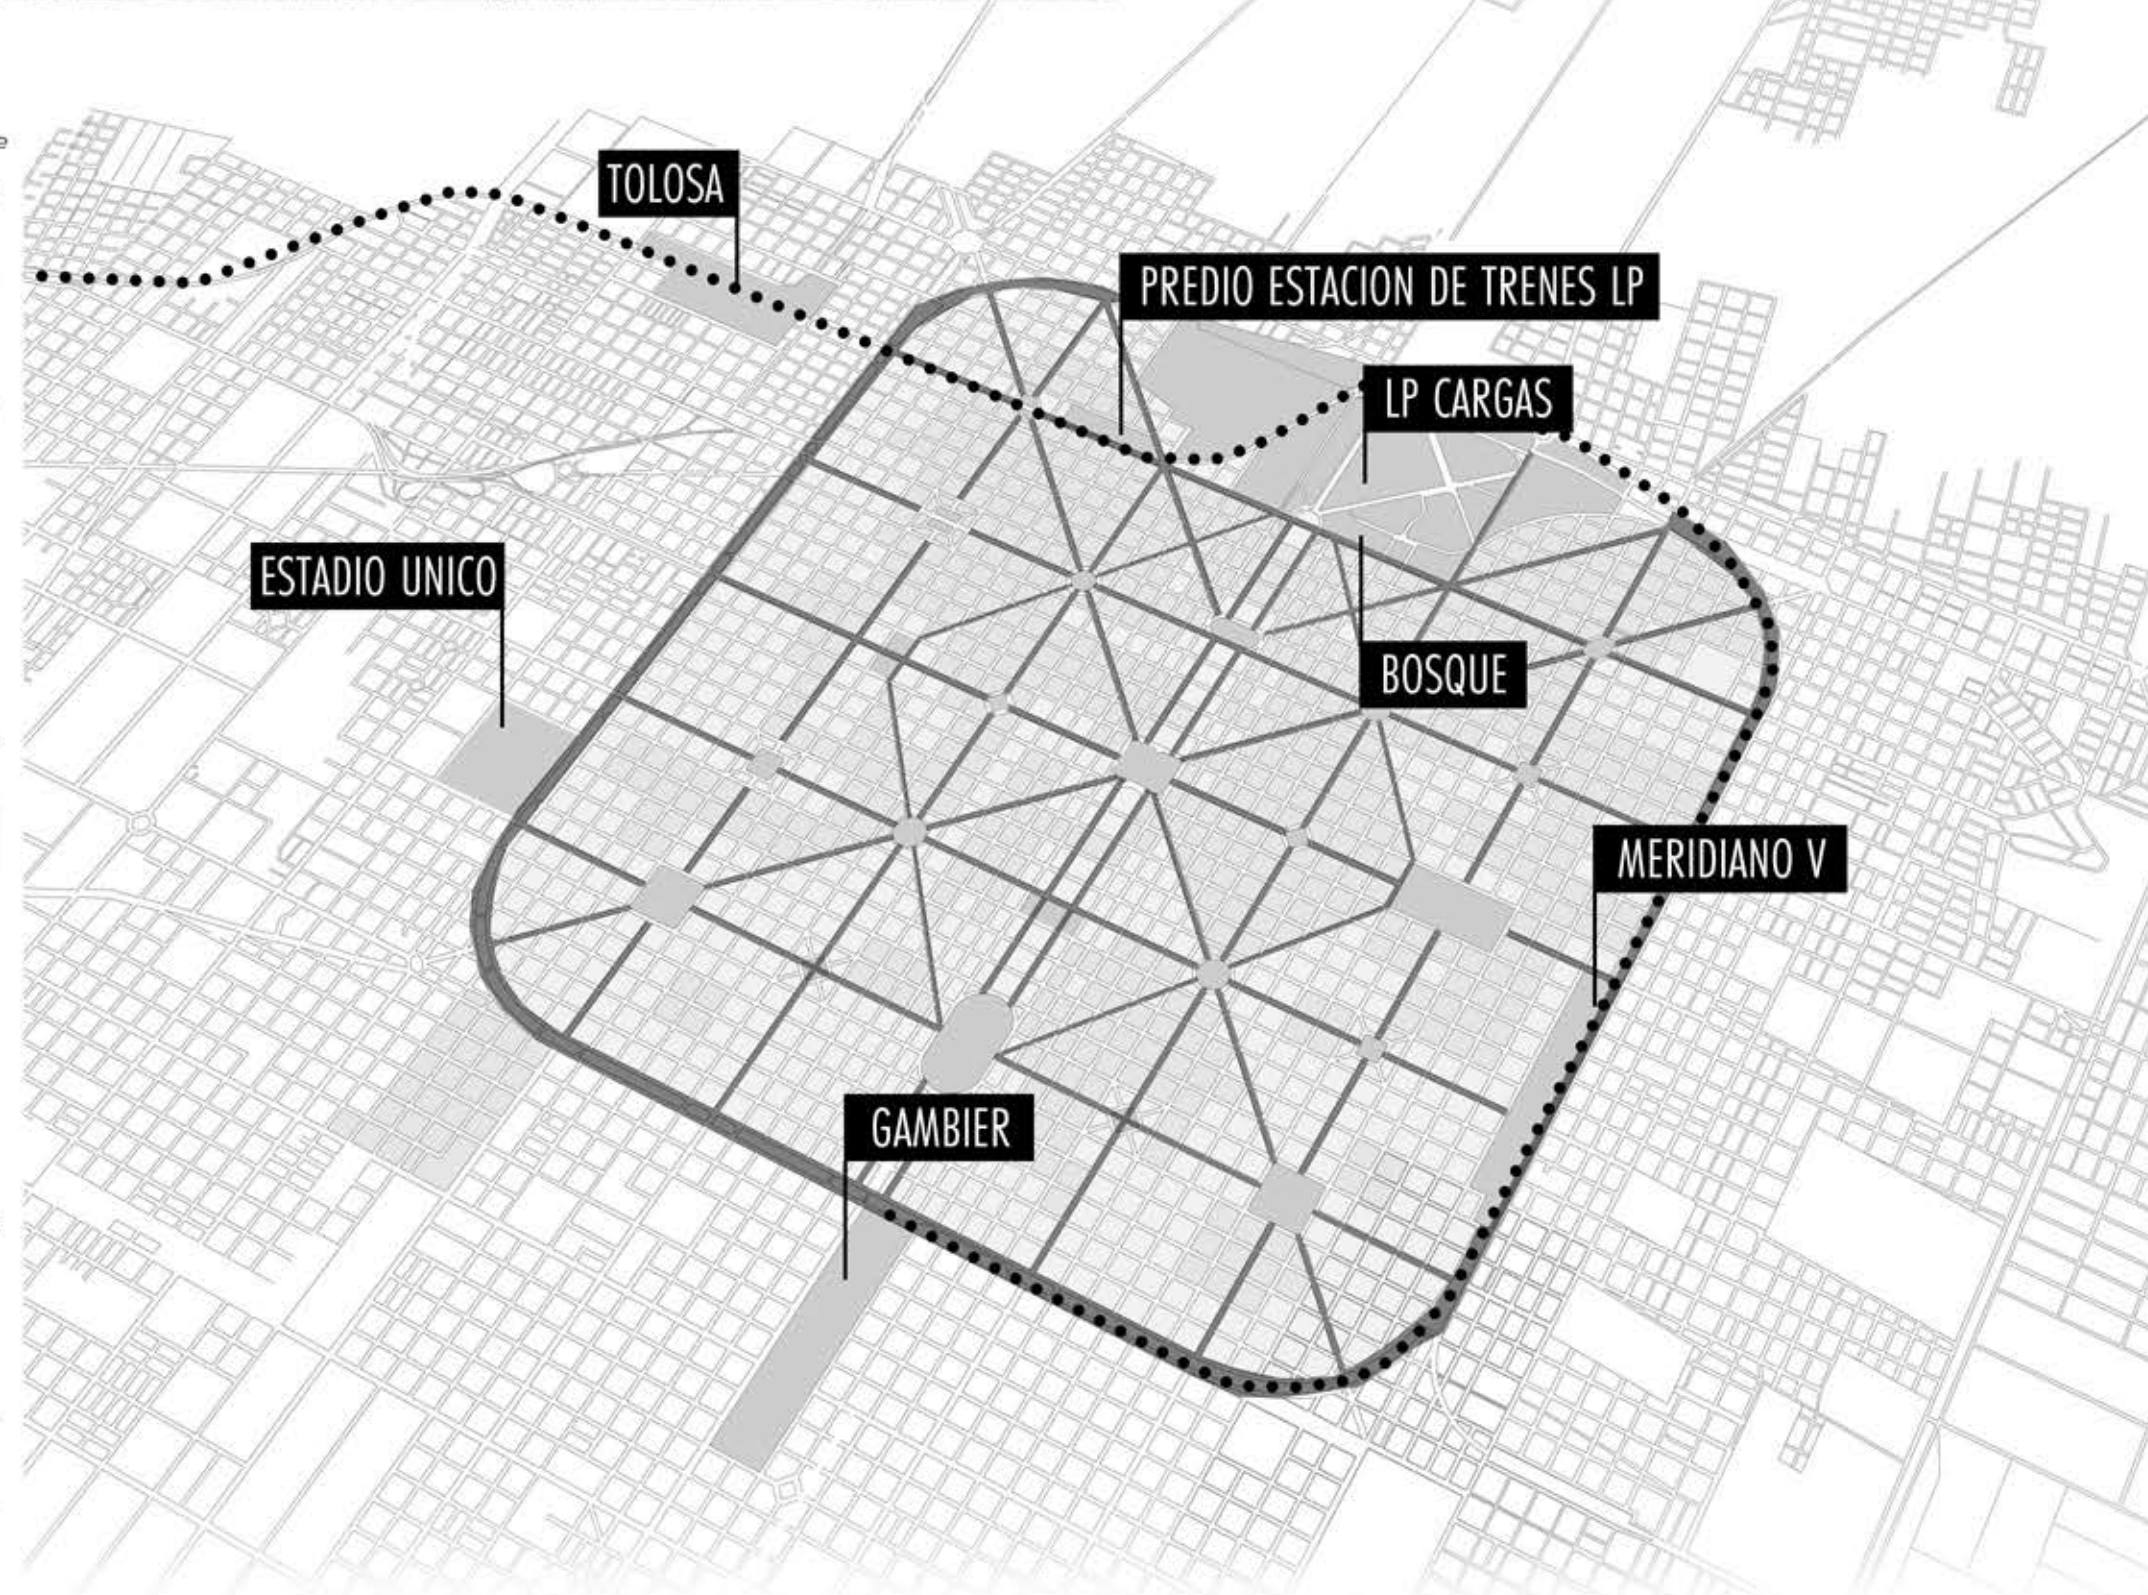 TOLOSA
PREDIO ESTACION DE TRENES LP
LP CARGAS
ESTADIO UNICO
BOSQUE
MERIDIANO V
GAMBIER